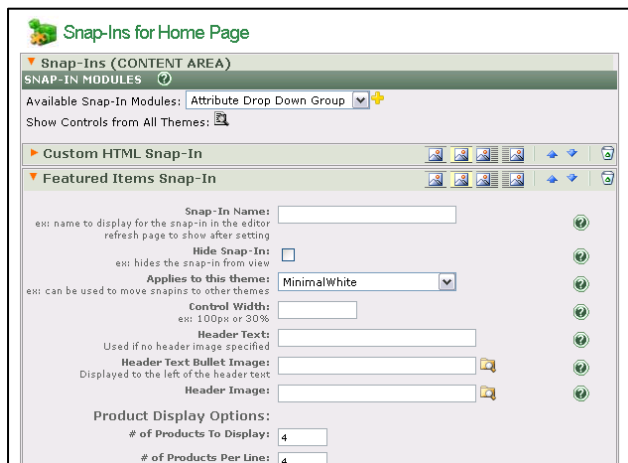 Snap-Ins for Home Page
Snap-Ins (CONTENT AREA)
SNAP-IN MODULES ?
Available Snap-In Modules: Attribute Drop Down Group
Show Controls from All Themes:
Custom HTML Snap-In
Featured Items Snap-In
Snap-In Name:
ex: name to display for the snap-in in the editor
refresh page to show after setting
Hide Snap-In:
ex: hides the snap-in from view
Applies to this theme: MinimalWhite
ex: can be used to move snapins to other themes
Control Width:
ex: 100px or 30%
Header Text:
Used if no header image specified
Header Text Bullet Image:
Displayed to the left of the header text
Header Image:
Product Display Options:
# of Products To Display: 4
# of Products Per Line: 4